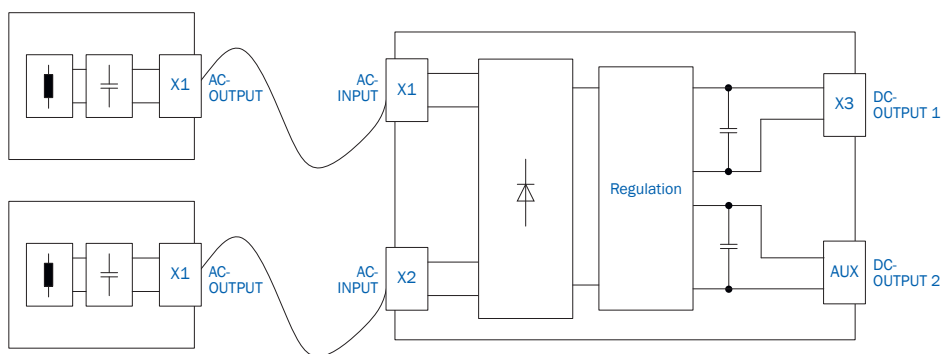 X1
AC-
OUTPUT
AC-
INPUT
X1
Regulation
X3
DC-
OUTPUT 1
X1
AC-
OUTPUT
AC-
INPUT
X2
AUX
DC-
OUTPUT 2